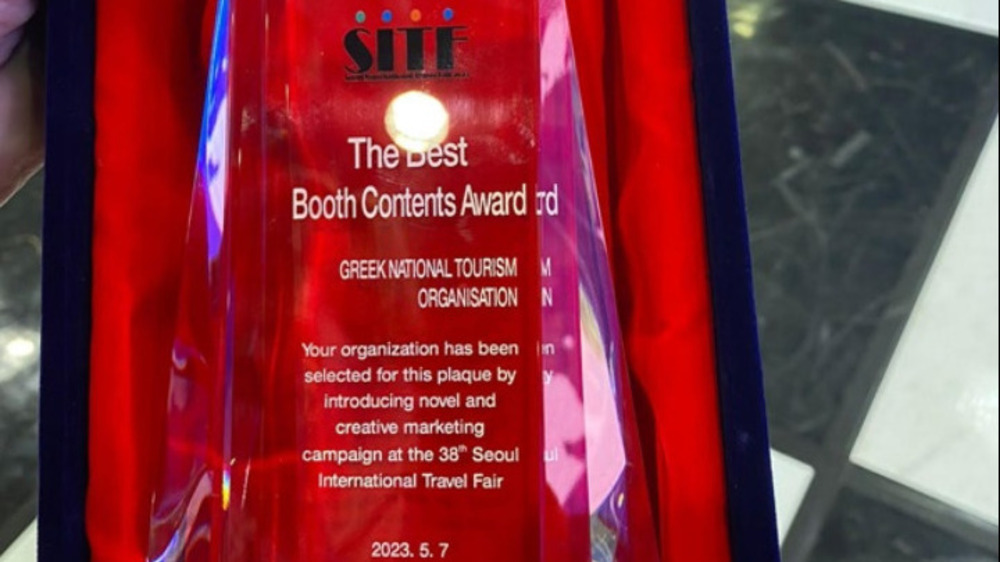 SITF
The Best
Booth Contents Award
GREEK NATIONAL TOURISM
ORGANISATION
Your organization has been
selected for this plaque by
introducing novel and
creative marketing
campaign at the 38th Seoul
International Travel Fair
2023. 5. 7